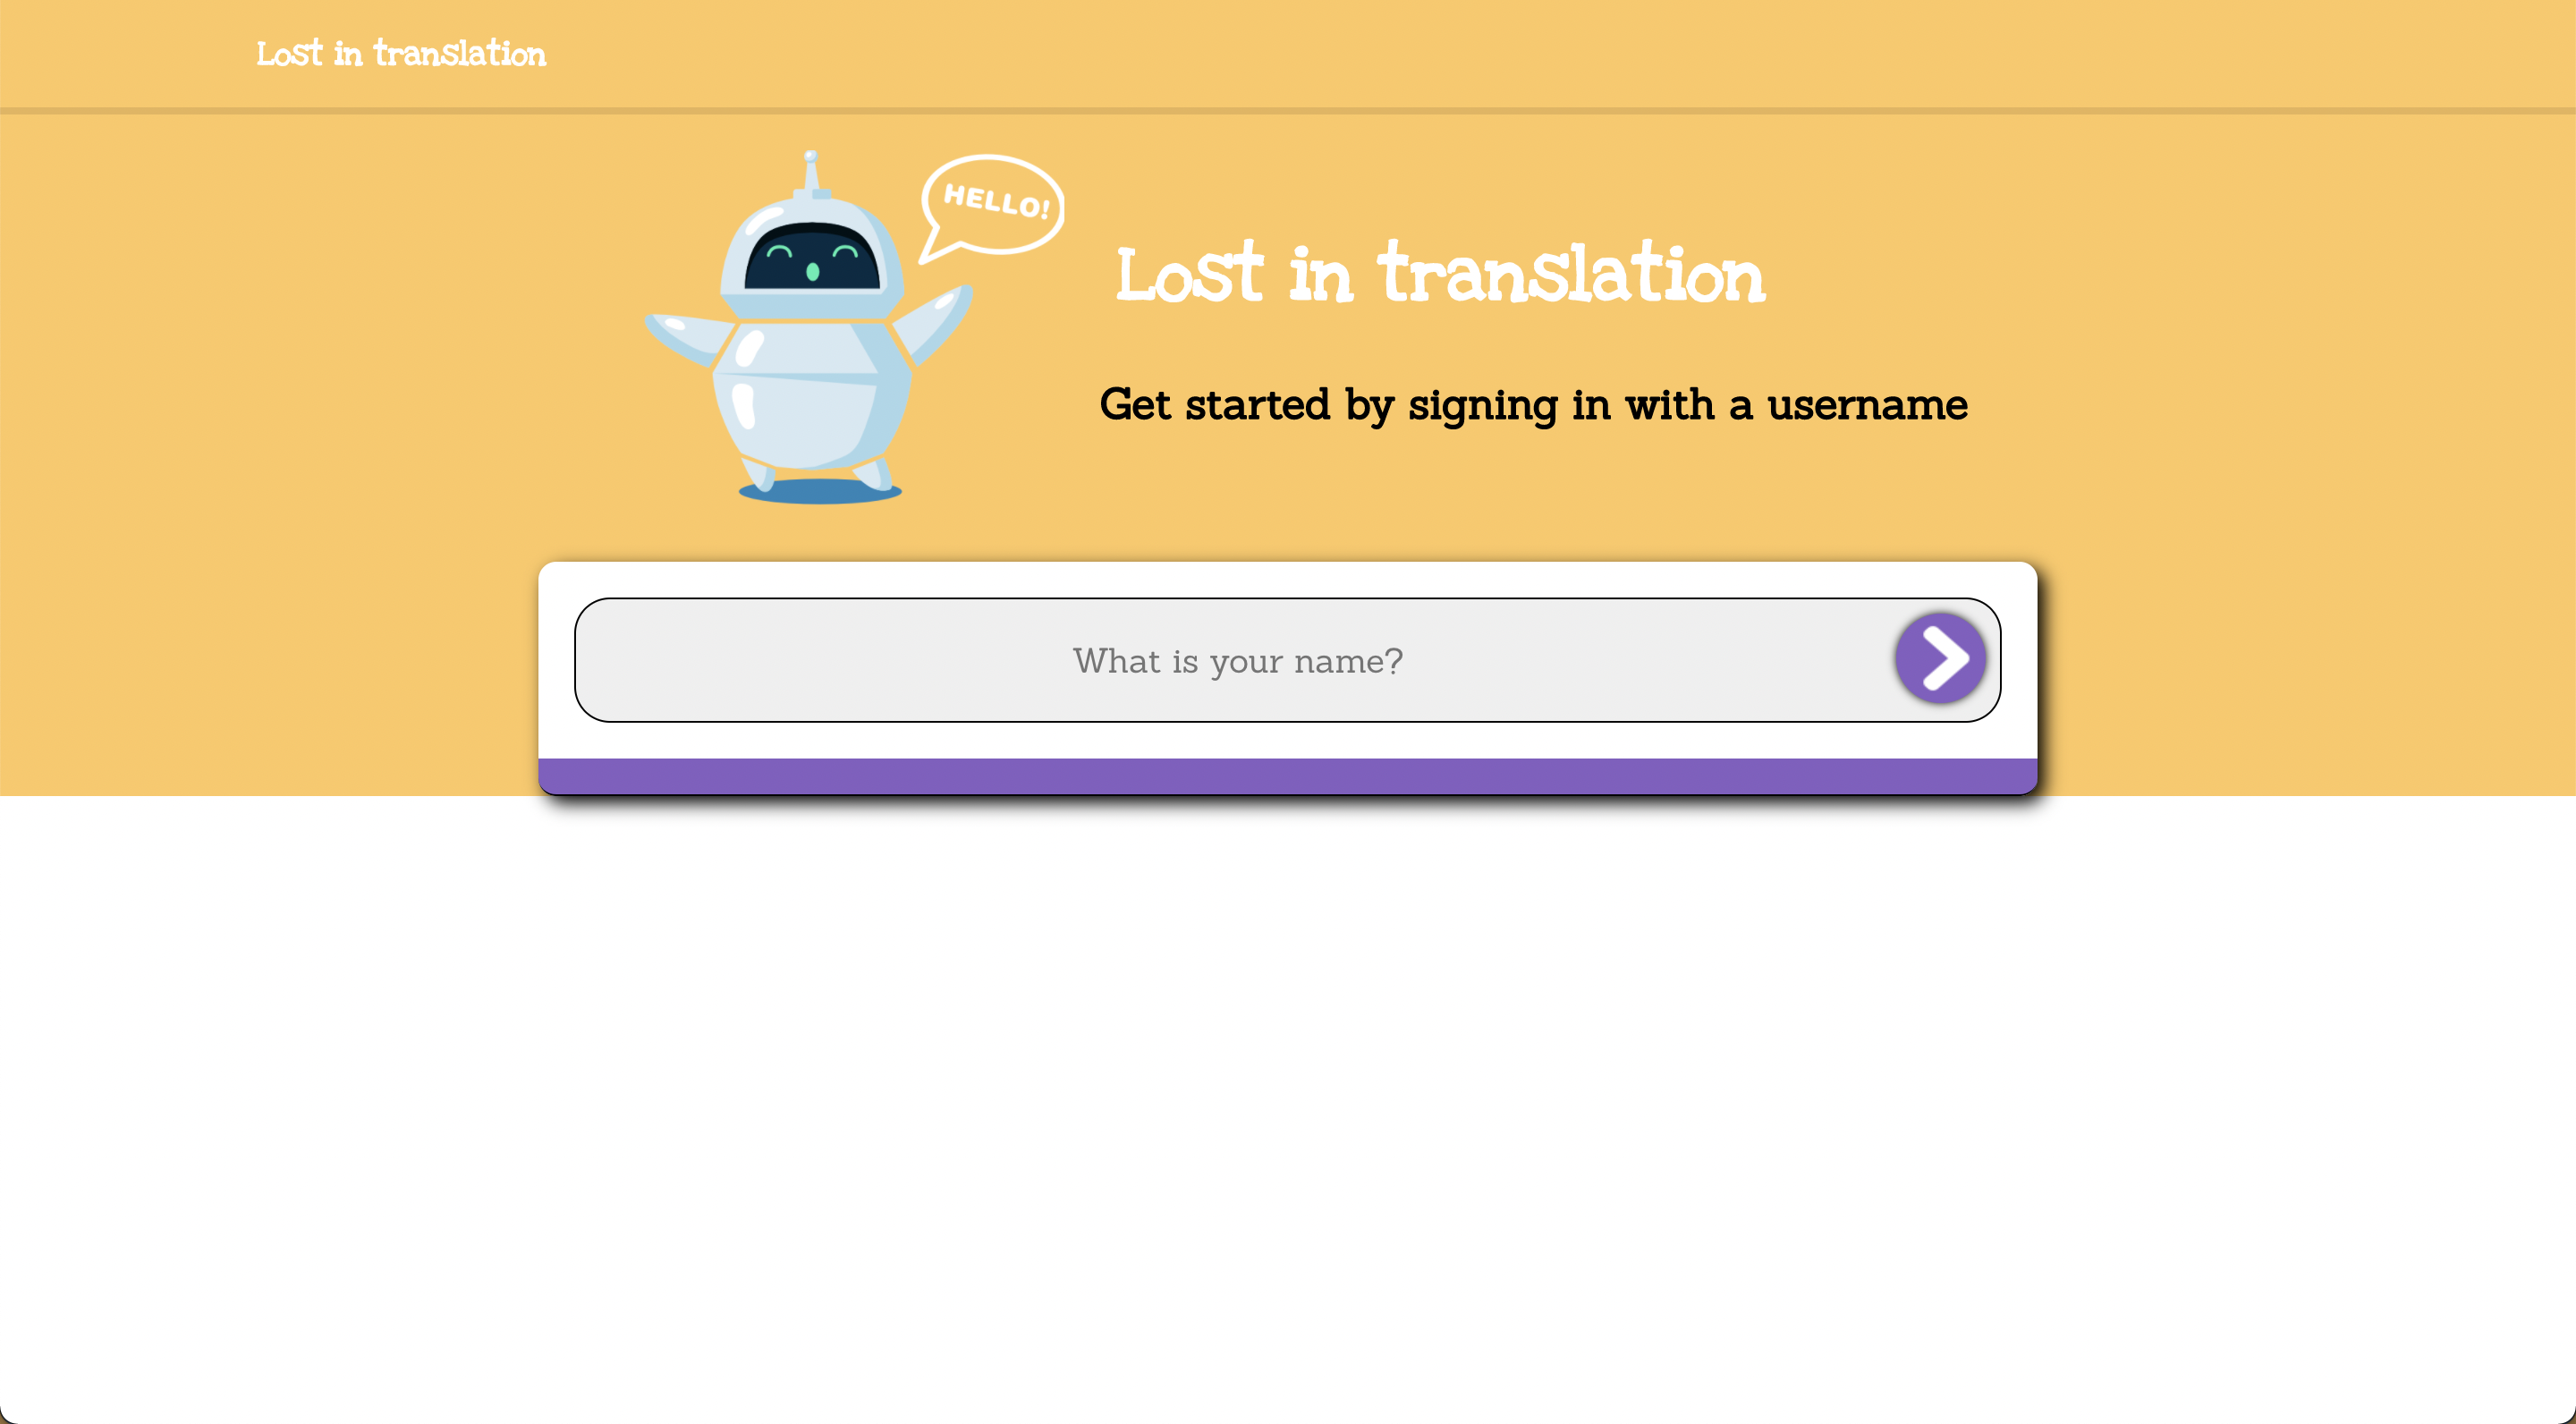 Lost in translation
HELLO!
Lost in translation
Get started by signing in with a username
What is your name?